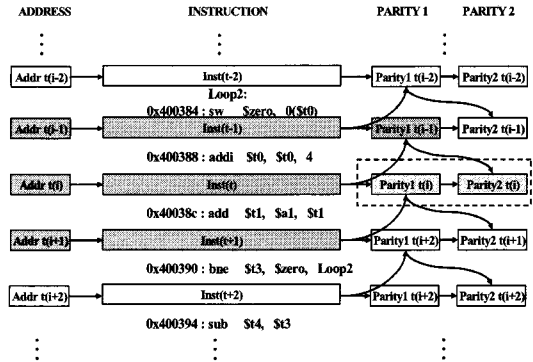 ADDRESS INSTRUCTION PARITY 1 PARITY 2
Addr t(i-2) Inst(t-2) Parity1 t(i-2) Parity2 t(i-2)
Loop2:
0x400384 : sw $zero, 0($t0)
Addr t(i-1) Inst(t-1) Parity1 t(i-1) Parity2 t(i-1)
0x400388 : addi $t0, $t0, 4
Addr t(i) Inst(t) Parity1 t(i) Parity2 t(i)
0x40038c : add $t1, $a1, $t1
Addr t(i+1) Inst(t+1) Parity1 t(i+2) Parity2 t(i+1)
0x400390 : bne $t3, $zero, Loop2
Addr t(i+2) Inst(t+2) Parity1 t(i+2) Parity2 t(i+2)
0x400394 : sub $t4, $t3